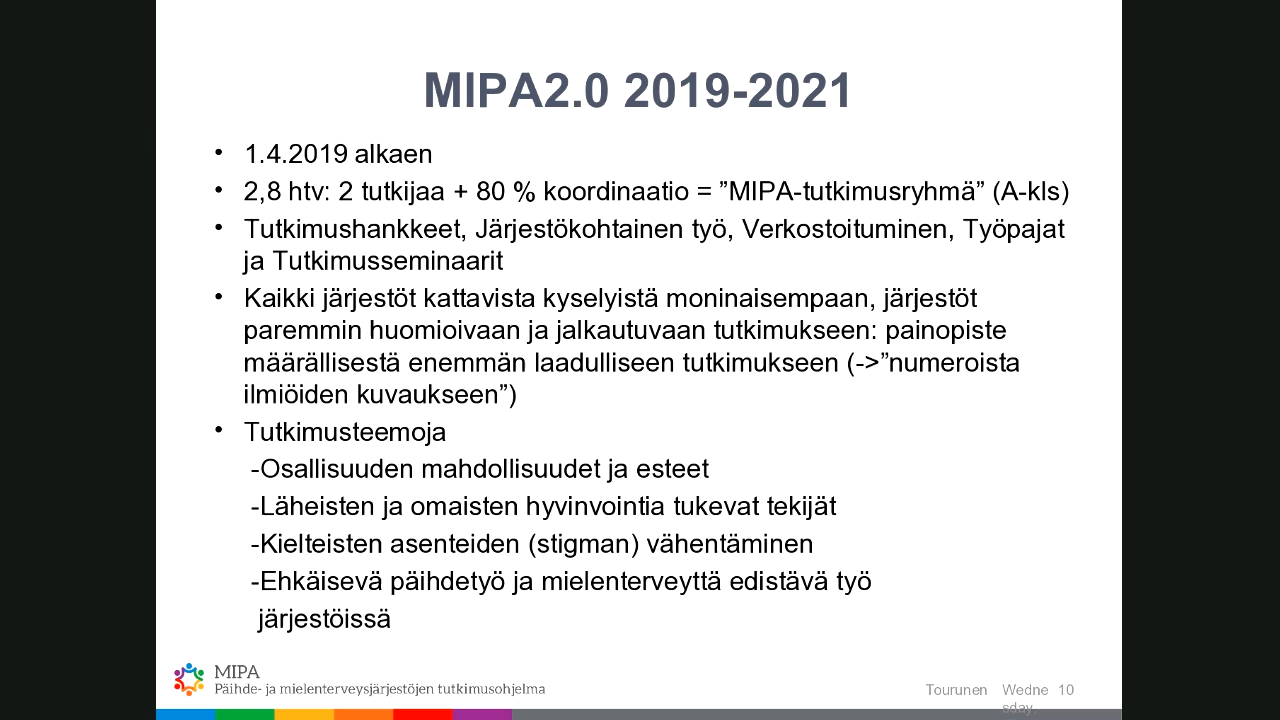 MIPA2.0 2019-2021
• 1.4.2019 alkaen
• 2,8 htv: 2 tutkijaa + 80 % koordinaatio = ”MIPA-tutkimusryhmä” (A-kls)
• Tutkimushankkeet, Järjestökohtainen työ, Verkostoituminen, Työpajat
ja Tutkimusseminaarit
• Kaikki järjestöt kattavista kyselyistä moninaisempaan, järjestöt
paremmin huomioivaan ja jalkautuvaan tutkimukseen: painopiste
määrällisestä enemmän laadulliseen tutkimukseen (->”numeroista
ilmiöiden kuvaukseen”)
• Tutkimusteemoja
-Osallisuuden mahdollisuudet ja esteet
-Läheisten ja omaisten hyvinvointia tukevat tekijät
-Kielteisten asenteiden (stigman) vähentäminen
-Ehkäisevä päihdetyö ja mielenterveyttä edistävä työ
järjestöissä
MIPA
Päihde- ja mielenterveysjärjestöjen tutkimusohjelma
Tourunen Wedne 10
sday,